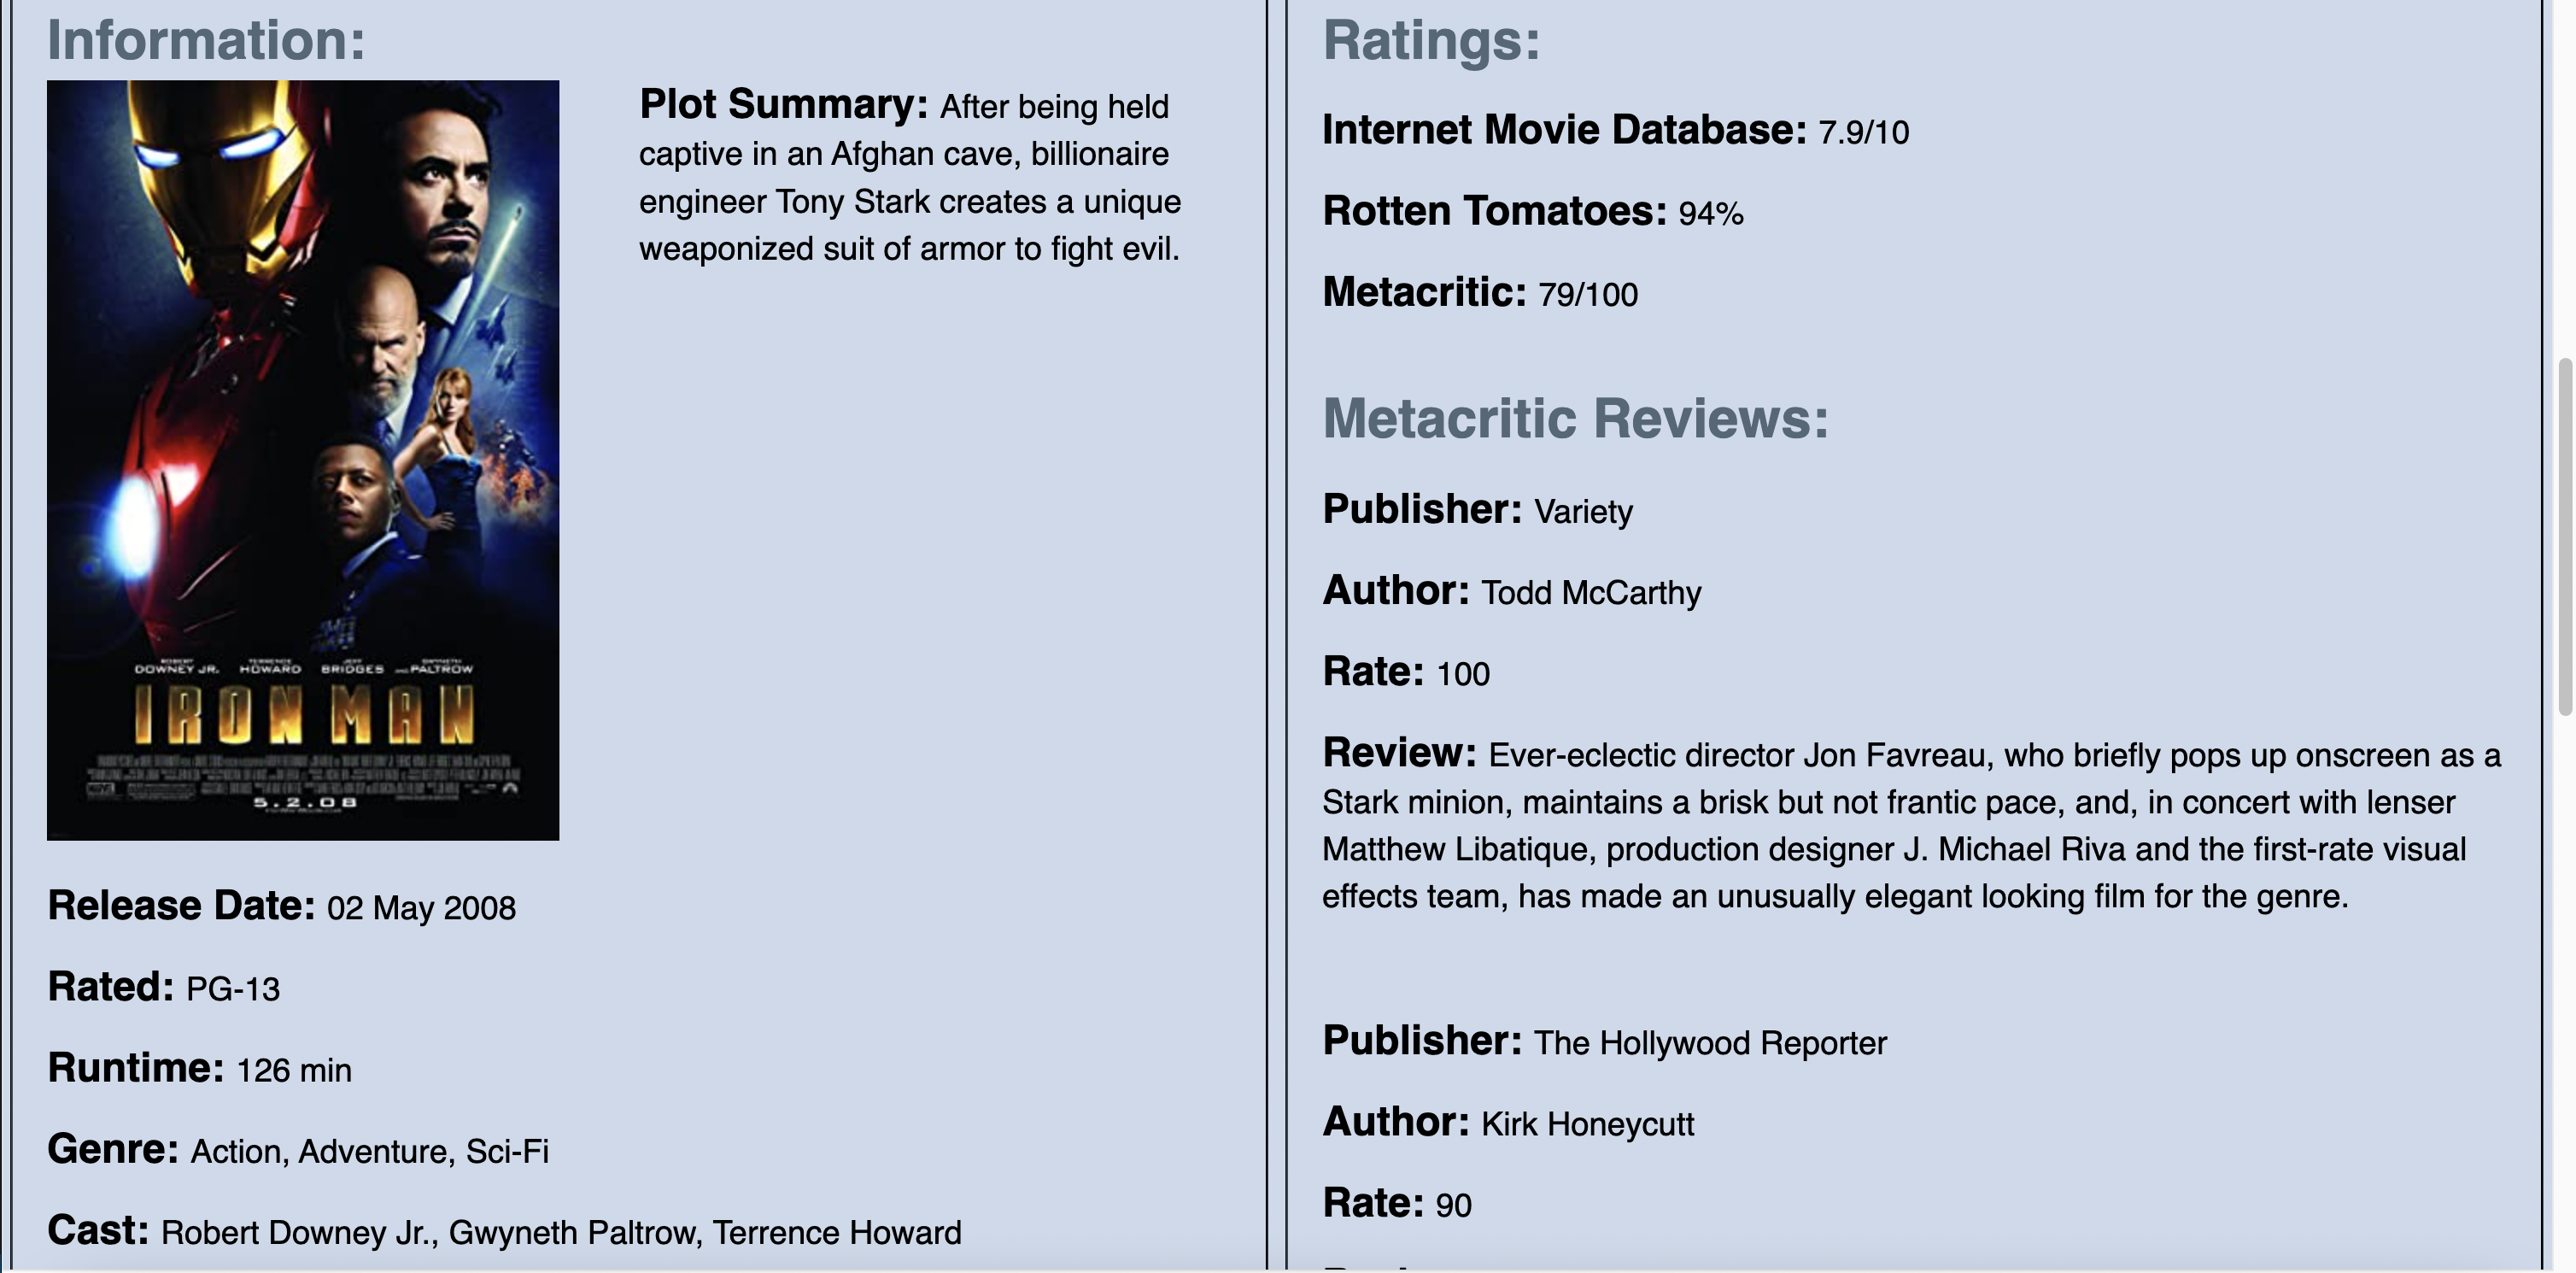 Information:
Plot Summary: After being held
captive in an Afghan cave, billionaire
engineer Tony Stark creates a unique
weaponized suit of armor to fight evil.
ROBERT DOWNEY JR. TERRENCE HOWARD JEFF BRIDGES AND GWYNETH PALTROW
IRON MAN
5.2.08
Release Date: 02 May 2008
Rated: PG-13
Runtime: 126 min
Genre: Action, Adventure, Sci-Fi
Cast: Robert Downey Jr., Gwyneth Paltrow, Terrence Howard
Ratings:
Internet Movie Database: 7.9/10
Rotten Tomatoes: 94%
Metacritic: 79/100
Metacritic Reviews:
Publisher: Variety
Author: Todd McCarthy
Rate: 100
Review: Ever-eclectic director Jon Favreau, who briefly pops up onscreen as a
Stark minion, maintains a brisk but not frantic pace, and, in concert with lenser
Matthew Libatique, production designer J. Michael Riva and the first-rate visual
effects team, has made an unusually elegant looking film for the genre.
Publisher: The Hollywood Reporter
Author: Kirk Honeycutt
Rate: 90